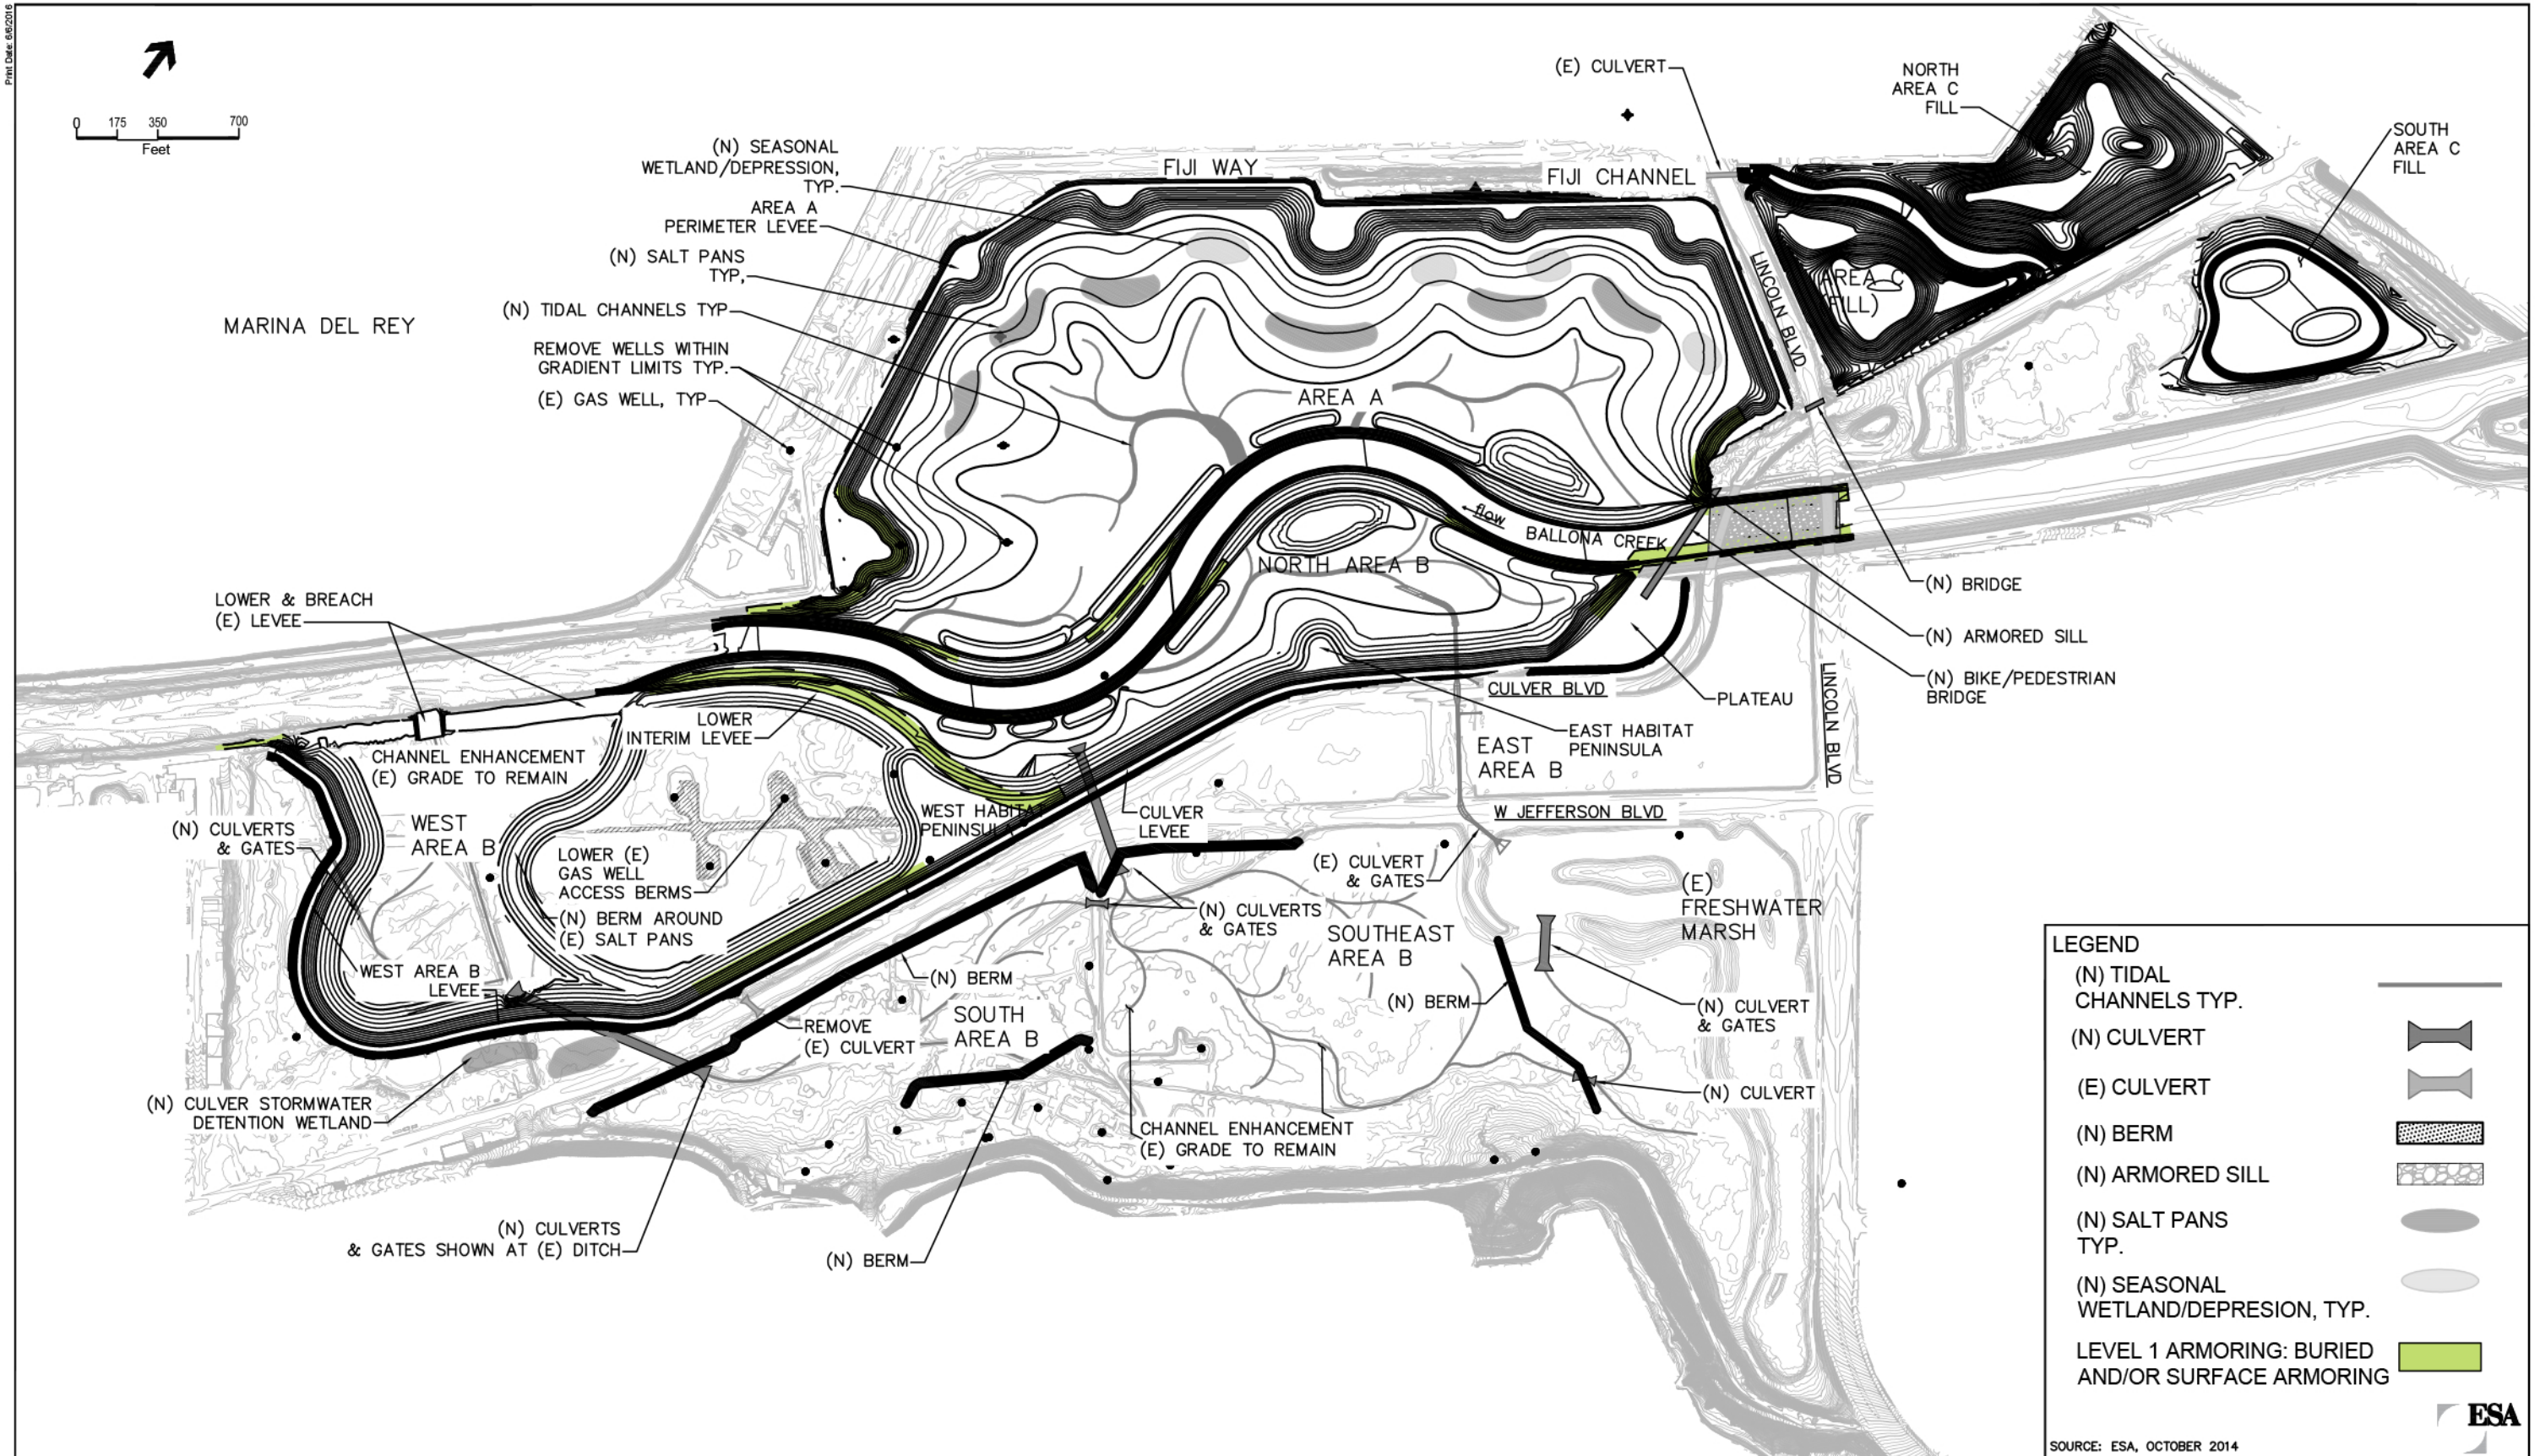 Print Date: 6/6/2016
0 175 350 700
Feet
MARINA DEL REY
(N) SEASONAL
WETLAND/DEPRESSION,
TYP.
AREA A
PERIMETER LEVEE
(N) SALT PANS
TYP,
(N) TIDAL CHANNELS TYP
REMOVE WELLS WITHIN
GRADIENT LIMITS TYP.
(E) GAS WELL, TYP
FIJI WAY
FIJI CHANNEL
(E) CULVERT
NORTH
AREA C
FILL
SOUTH
AREA C
FILL
LINCOLN BLVD
AREA C
(FILL)
AREA A
flow
BALLONA CREEK
NORTH AREA B
(N) BRIDGE
(N) ARMORED SILL
(N) BIKE/PEDESTRIAN
BRIDGE
LOWER & BREACH
(E) LEVEE
CULVER BLVD
PLATEAU
LINCOLN BLVD
LOWER
INTERIM LEVEE
EAST HABITAT
PENINSULA
EAST
AREA B
CHANNEL ENHANCEMENT
(E) GRADE TO REMAIN
WEST HABITAT
PENINSULA
CULVER
LEVEE
W JEFFERSON BLVD
(N) CULVERTS
& GATES
WEST
AREA B
LOWER (E)
GAS WELL
ACCESS BERMS
(N) BERM AROUND
(E) SALT PANS
(E) CULVERT
& GATES
(E)
FRESHWATER
MARSH
(N) CULVERTS
& GATES
SOUTHEAST
AREA B
WEST AREA B
LEVEE
(N) BERM
(N) BERM
(N) CULVERT
& GATES
REMOVE
(E) CULVERT
SOUTH
AREA B
(N) CULVERT
(N) CULVER STORMWATER
DETENTION WETLAND
CHANNEL ENHANCEMENT
(E) GRADE TO REMAIN
(N) CULVERTS
& GATES SHOWN AT (E) DITCH
(N) BERM
LEGEND
(N) TIDAL
CHANNELS TYP.
(N) CULVERT
(E) CULVERT
(N) BERM
(N) ARMORED SILL
(N) SALT PANS
TYP.
(N) SEASONAL
WETLAND/DEPRESION, TYP.
LEVEL 1 ARMORING: BURIED
AND/OR SURFACE ARMORING
ESA
SOURCE: ESA, OCTOBER 2014